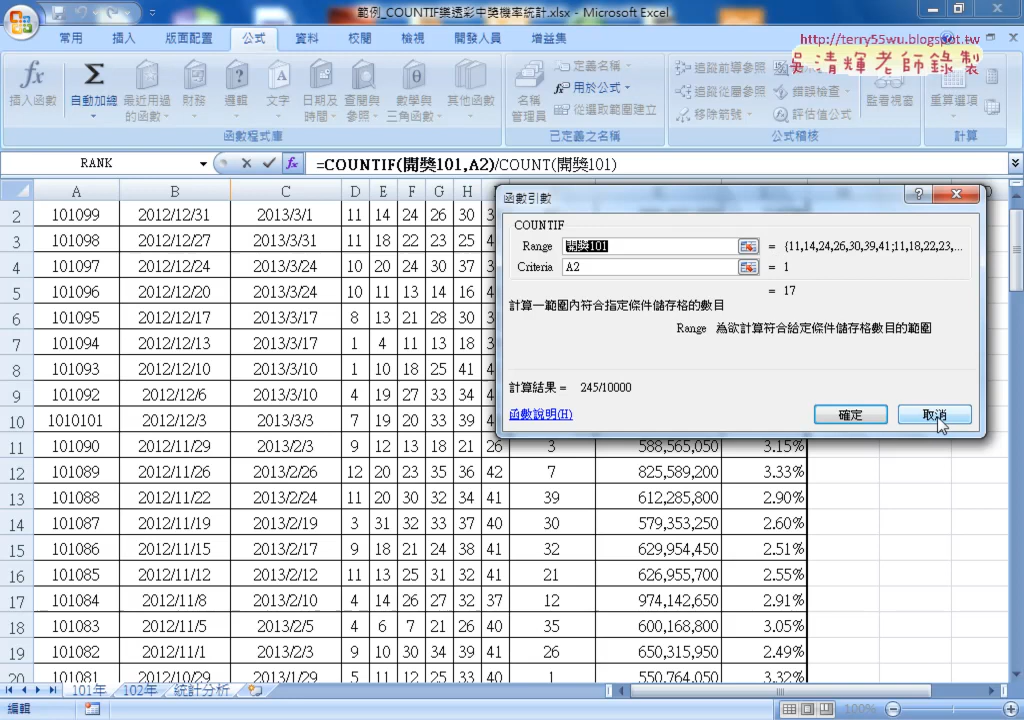 範例_COUNTIF樂透彩中獎機率統計.xlsx - Microsoft Excel
常用 插入 版面配置 公式 資料 校閱 檢視 開發人員 增益集
http://terry55wu.blogspot.tw
吳清輝老師錄製
插入函數 自動加總 最近用過的函數 財務 邏輯 文字 日期及時間 查閱與參照 數學與三角函數 其他函數
函數程式庫
名稱管理員 定義名稱 用於公式 從選取範圍建立
已定義之名稱
追蹤前導參照 追蹤從屬參照 移除箭號 錯誤檢查 評估值公式 監看視窗
公式稽核
重算選項
計算
RANK =COUNTIF(開獎101,A2)/COUNT(開獎101)
A B C D E F G H
2 101099 2012/12/31 2013/3/1 11 14 24 26 30
3 101098 2012/12/27 2013/3/31 11 18 22 23 25
4 101097 2012/12/24 2013/3/24 10 20 24 30 37
5 101096 2012/12/20 2013/3/24 10 11 13 14 16
6 101095 2012/12/17 2013/3/17 8 13 21 28 30
7 101094 2012/12/13 2013/3/17 1 4 11 13 18
8 101093 2012/12/10 2013/3/10 1 10 18 25 41
9 101092 2012/12/6 2013/3/10 4 19 27 33 34
10 1010101 2012/12/3 2013/3/3 7 19 20 33 39
11 101090 2012/11/29 2013/2/3 9 12 13 18 21 26 3 588,565,050 3.15%
12 101089 2012/11/26 2013/2/26 12 20 23 35 36 42 7 825,589,200 3.33%
13 101088 2012/11/22 2013/2/24 11 20 30 32 34 41 39 612,285,800 2.90%
14 101087 2012/11/19 2013/2/19 3 31 32 33 37 40 30 579,353,250 2.60%
15 101086 2012/11/15 2013/2/17 9 18 21 24 38 41 32 629,954,450 2.51%
16 101085 2012/11/12 2013/2/12 11 13 25 31 32 41 21 626,955,700 2.55%
17 101084 2012/11/8 2013/2/10 4 14 26 27 32 37 12 974,142,650 2.91%
18 101083 2012/11/5 2013/2/5 4 6 7 21 26 40 35 600,168,800 3.05%
19 101082 2012/11/1 2013/2/3 9 10 30 34 39 41 26 650,315,950 2.49%
20 101081 2012/10/29 2013/1/29 5 11 12 25 33 40 1 550,764,050 3.32%
函數引數
COUNTIF
Range 開獎101 = {11,14,24,26,30,39,41;11,18,22,23,...
Criteria A2 = 1
= 17
計算一範圍內符合指定條件儲存格的數目
Range 為欲計算符合給定條件儲存格數目的範圍
計算結果 = 245/10000
函數說明(H) 確定 取消
101年 102年 統計分析
編輯 100%